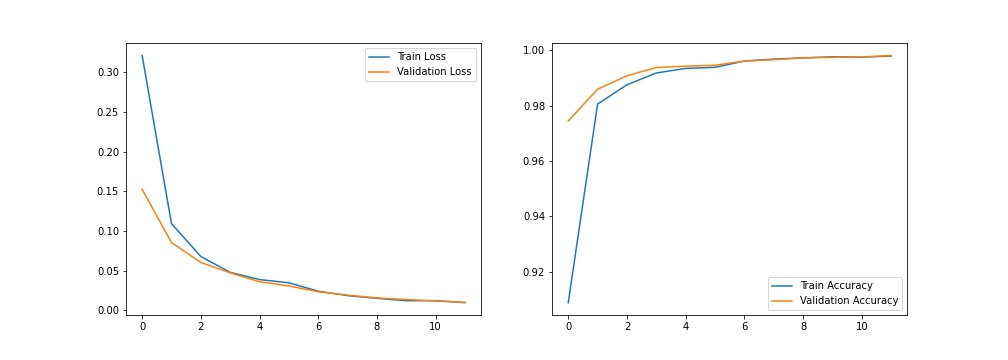 Train Loss
Validation Loss
0.30
0.25
0.20
0.15
0.10
0.05
0.00
0 2 4 6 8 10
1.00
0.98
0.96
0.94
0.92
Train Accuracy
Validation Accuracy
0 2 4 6 8 10